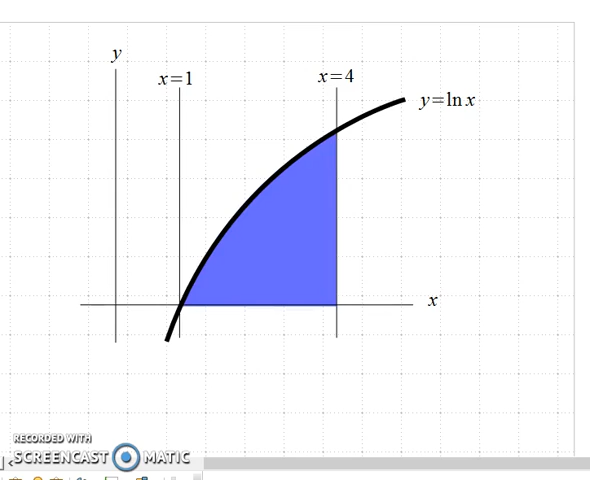 y
x=1
x=4
y=ln x
x
RECORDED WITH
SCREENCAST MATIC